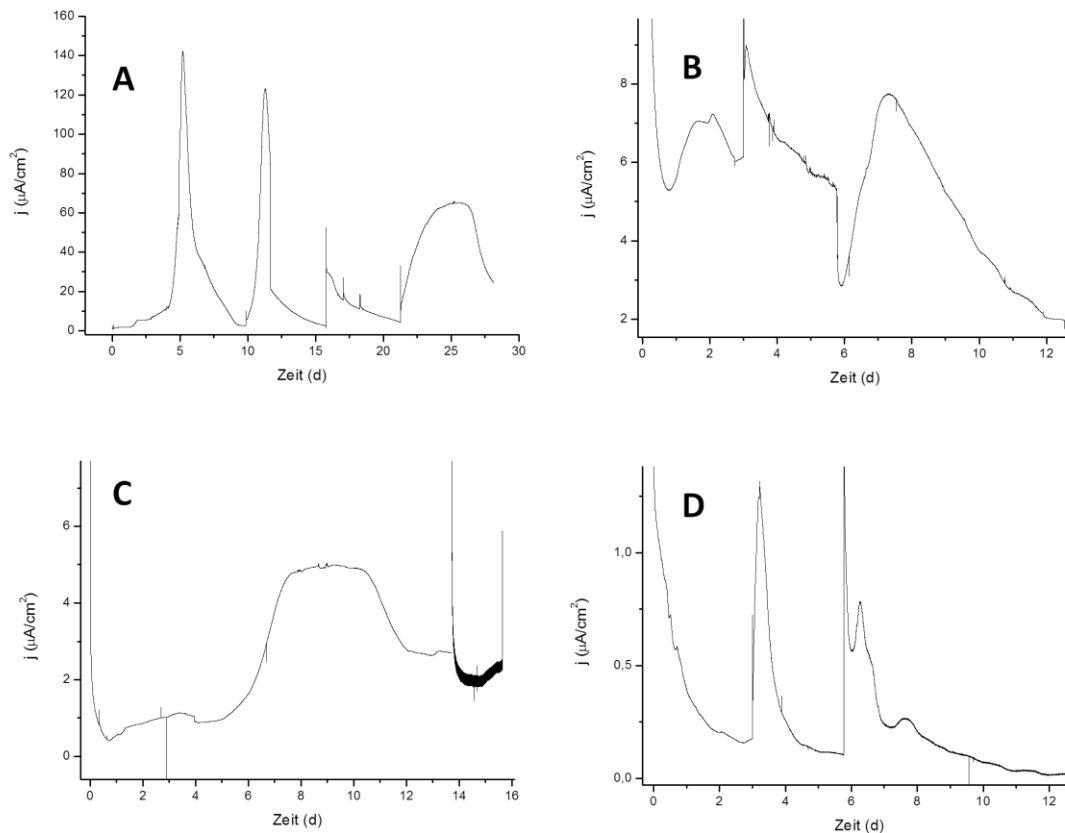 A
j (μA/cm²)
160
140
120
100
80
60
40
20
0
0 5 10 15 20 25 30
Zeit (d)
B
j (μA/cm²)
8
6
4
2
0 2 4 6 8 10 12
Zeit (d)
C
j (μA/cm²)
6
4
2
0
0 2 4 6 8 10 12 14 16
Zeit (d)
D
j (μA/cm²)
1,0
0,5
0,0
0 2 4 6 8 10 12
Zeit (d)